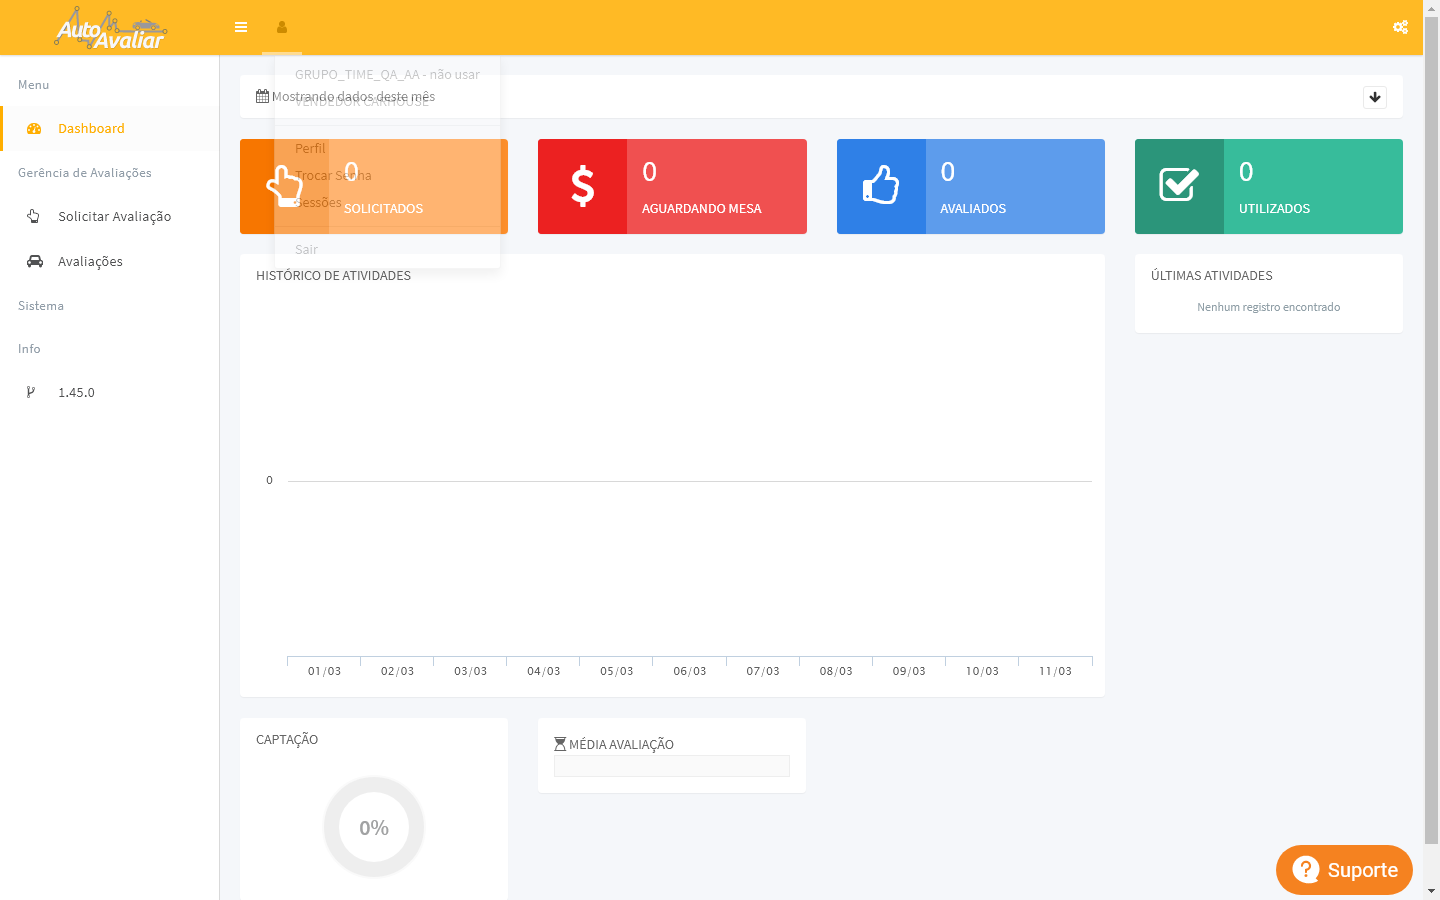 AutoAvaliar
Menu
Dashboard
Gerência de Avaliações
Solicitar Avaliação
Avaliações
Sistema
Info
1.45.0
GRUPO_TIME_QA_AA - não usar
VENDEDOR CARHOUSE
Perfil
Trocar Senha
Sessões
Sair
Mostrando dados deste mês
0
SOLICITADOS
0
AGUARDANDO MESA
0
AVALIADOS
0
UTILIZADOS
HISTÓRICO DE ATIVIDADES
0
01/03 02/03 03/03 04/03 05/03 06/03 07/03 08/03 09/03 10/03 11/03
ÚLTIMAS ATIVIDADES
Nenhum registro encontrado
CAPTAÇÃO
0%
MÉDIA AVALIAÇÃO
Suporte